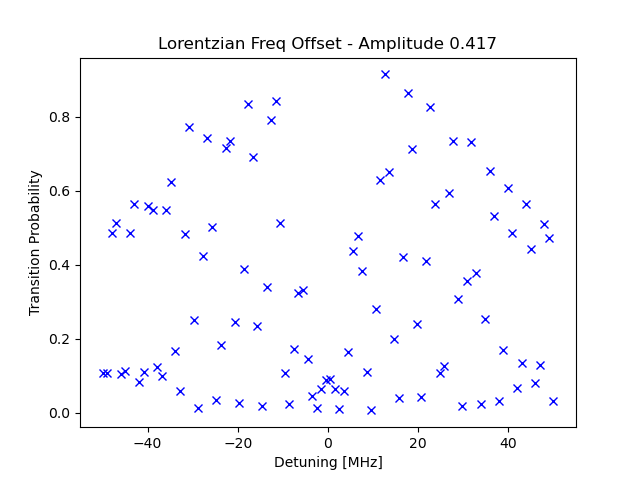 Lorentzian Freq Offset - Amplitude 0.417
0.8
0.6
0.4
0.2
0.0
Transition Probability
−40 −20 0 20 40
Detuning [MHz]